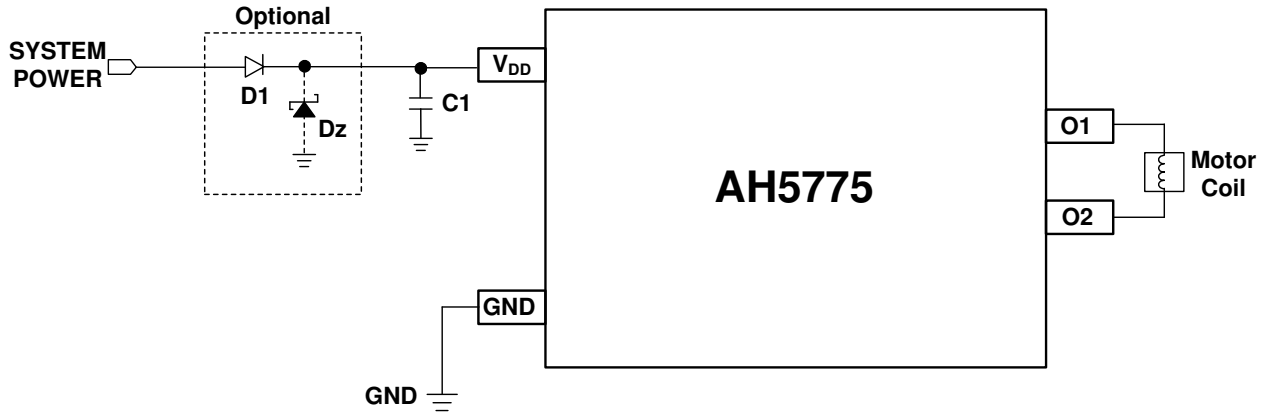 Optional
SYSTEM
POWER
D1
Dz
C1
VDD
AH5775
O1
O2
Motor
Coil
GND
GND